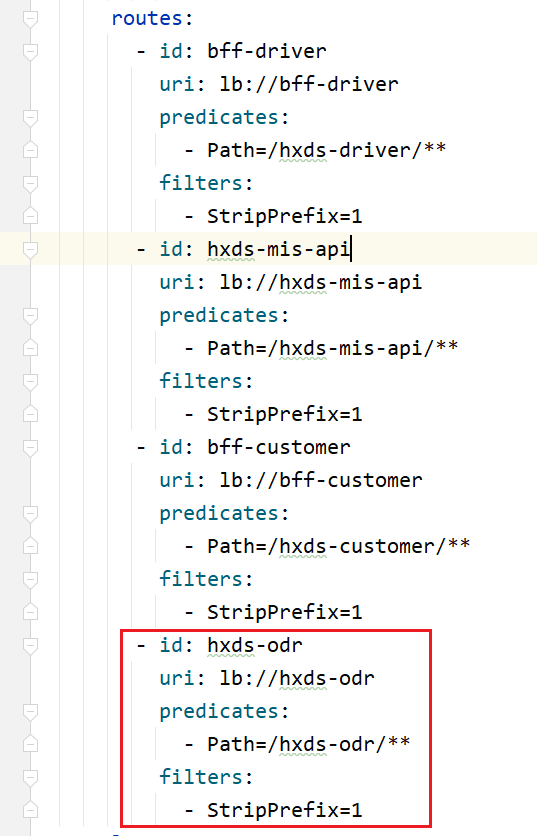 routes:
- id: bff-driver
uri: lb://bff-driver
predicates:
- Path=/hxds-driver/**
filters:
- StripPrefix=1
- id: hxds-mis-api
uri: lb://hxds-mis-api
predicates:
- Path=/hxds-mis-api/**
filters:
- StripPrefix=1
- id: bff-customer
uri: lb://bff-customer
predicates:
- Path=/hxds-customer/**
filters:
- StripPrefix=1
- id: hxds-odr
uri: lb://hxds-odr
predicates:
- Path=/hxds-odr/**
filters:
- StripPrefix=1